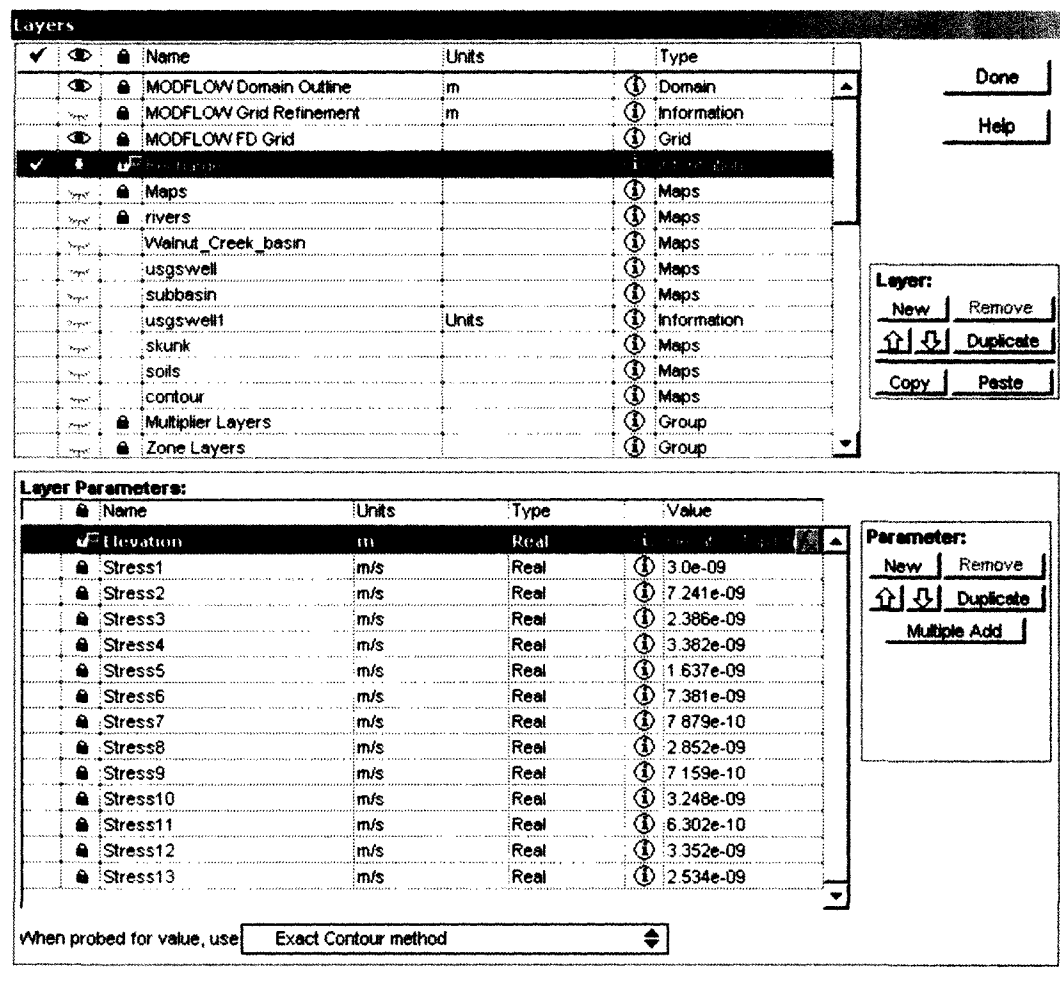 Layers
Name Units Type
MODFLOW Domain Outline m Domain
MODFLOW Grid Refinement m Information
MODFLOW FD Grid Grid
Maps Maps
rivers Maps
Walnut_Creek_basin Maps
usgswell Maps
subbasin Maps
usgswell1 Units Information
skunk Maps
soils Maps
contour Maps
Multiplier Layers Group
Zone Layers Group
Done
Help
Layer:
New Remove
Duplicate
Copy Paste
Layer Parameters:
Name Units Type Value
Elevation m Real
Stress1 m/s Real 3.0e-09
Stress2 m/s Real 7.241e-09
Stress3 m/s Real 2.386e-09
Stress4 m/s Real 3.382e-09
Stress5 m/s Real 1.637e-09
Stress6 m/s Real 7.381e-09
Stress7 m/s Real 7.879e-10
Stress8 m/s Real 2.852e-09
Stress9 m/s Real 7.159e-10
Stress10 m/s Real 3.248e-09
Stress11 m/s Real 6.302e-10
Stress12 m/s Real 3.352e-09
Stress13 m/s Real 2.534e-09
Parameter:
New Remove
Duplicate
Multiple Add
When probed for value, use Exact Contour method